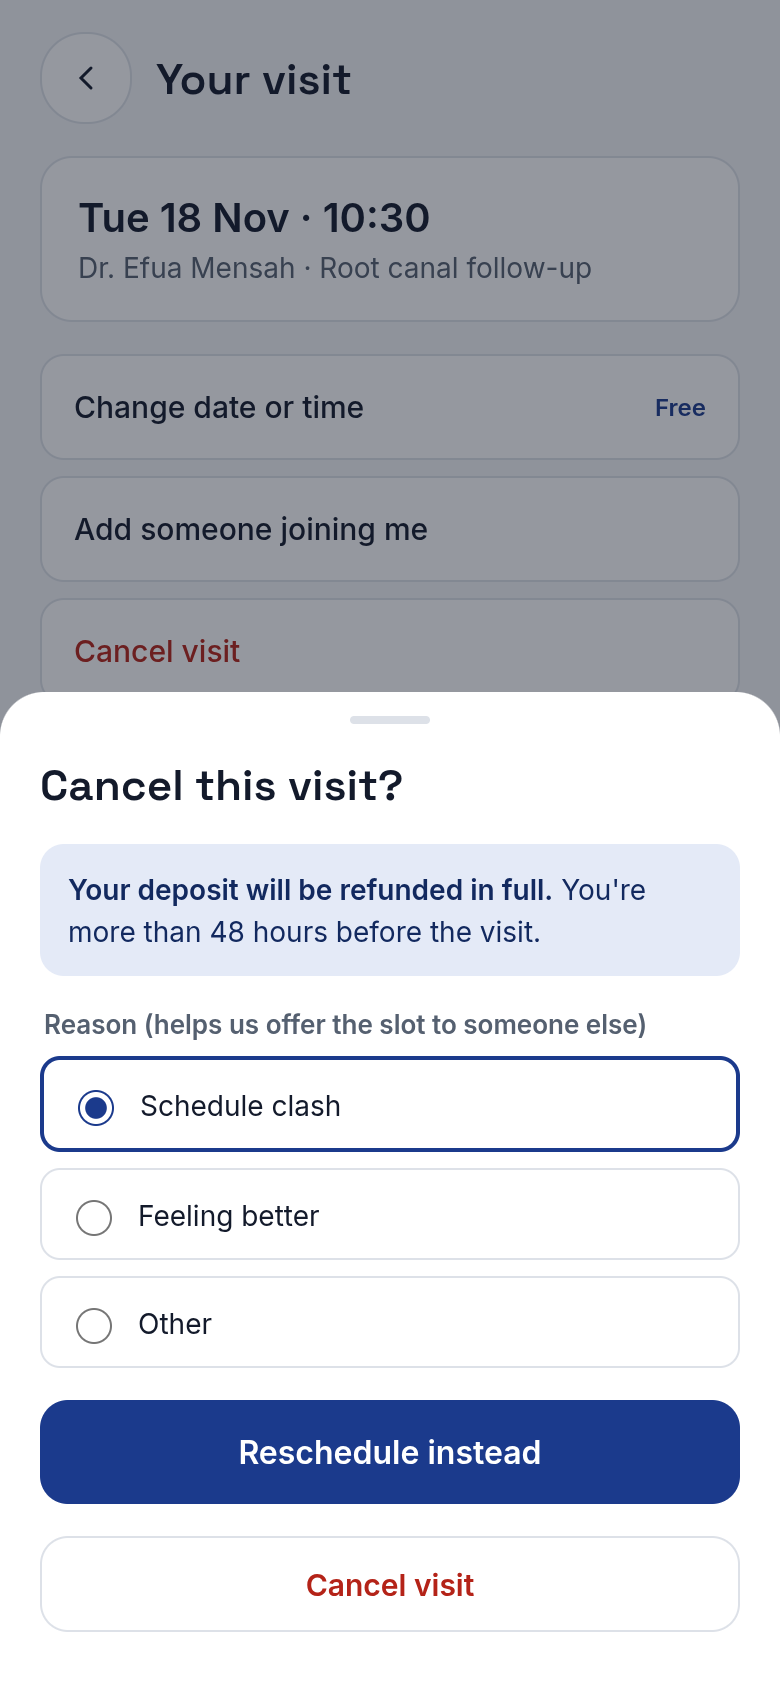 Your visit
Tue 18 Nov · 10:30
Dr. Efua Mensah · Root canal follow-up
Change date or time
Free
Add someone joining me
Cancel visit
Cancel this visit?
Your deposit will be refunded in full. You're
more than 48 hours before the visit.
Reason (helps us offer the slot to someone else)
Schedule clash
Feeling better
Other
Reschedule instead
Cancel visit